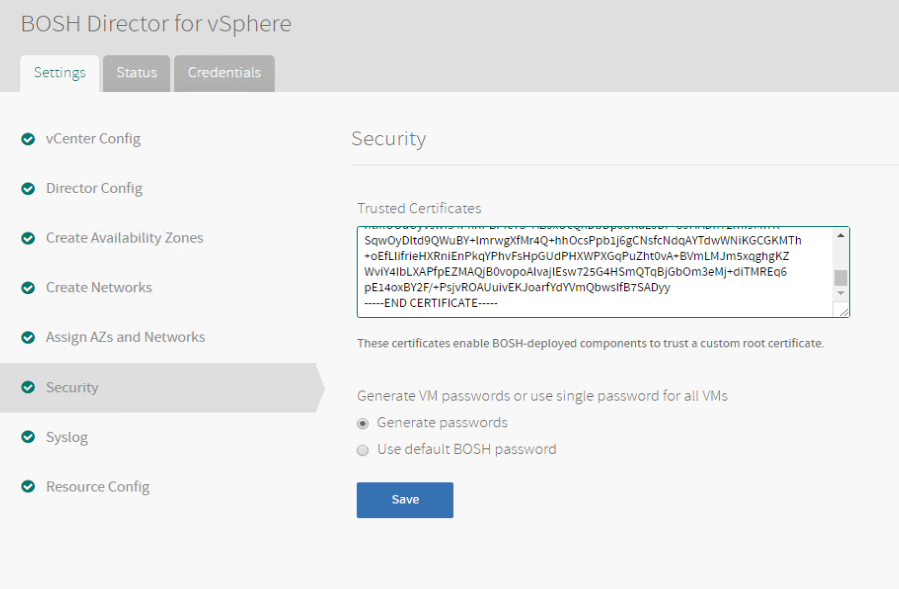 BOSH Director for vSphere
Settings
Status
Credentials
vCenter Config
Director Config
Create Availability Zones
Create Networks
Assign AZs and Networks
Security
Syslog
Resource Config
Security
Trusted Certificates
SqwOyDltd9QWuBY+ImrwgXfMr4Q+hhOcsPpb1j6gCNsfcNdqAYTdwWNiKGCGKMTh
+oEfLIifrieHXRniEnPkqYPhvFsHpGUdPHXWPXGqPuZht0vA+BVmLMJm5xqghgKZ
WviY4IbLXAPfpEZMAQjB0vopoAIvajIEsw725G4HSmQTqBjGbOm3eMj+diTMREq6
pE14oxBY2F/+PsjvROAUuivEKJoarfYdYVmQbwsIfB7SADyy
-----END CERTIFICATE-----
These certificates enable BOSH-deployed components to trust a custom root certificate.
Generate VM passwords or use single password for all VMs
Generate passwords
Use default BOSH password
Save